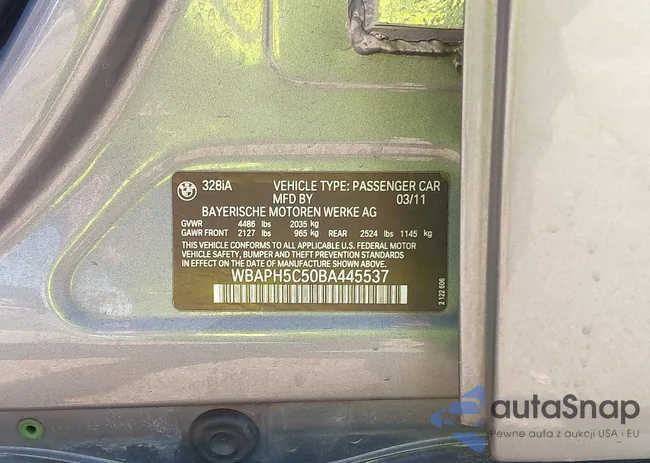 BMW
328iA VEHICLE TYPE: PASSENGER CAR
MFD BY 03/11
BAYERISCHE MOTOREN WERKE AG
GVWR 4486 lbs 2035 kg
GAWR FRONT 2127 lbs 965 kg REAR 2524 lbs 1145 kg
THIS VEHICLE CONFORMS TO ALL APPLICABLE U.S. FEDERAL MOTOR
VEHICLE SAFETY, BUMPER AND THEFT PREVENTION STANDARDS
IN EFFECT ON THE DATE OF MANUFACTURE SHOWN ABOVE.
WBAPH5C50BA445537
2 122 606
autaSnap
Pewne auta z aukcji USA i EU